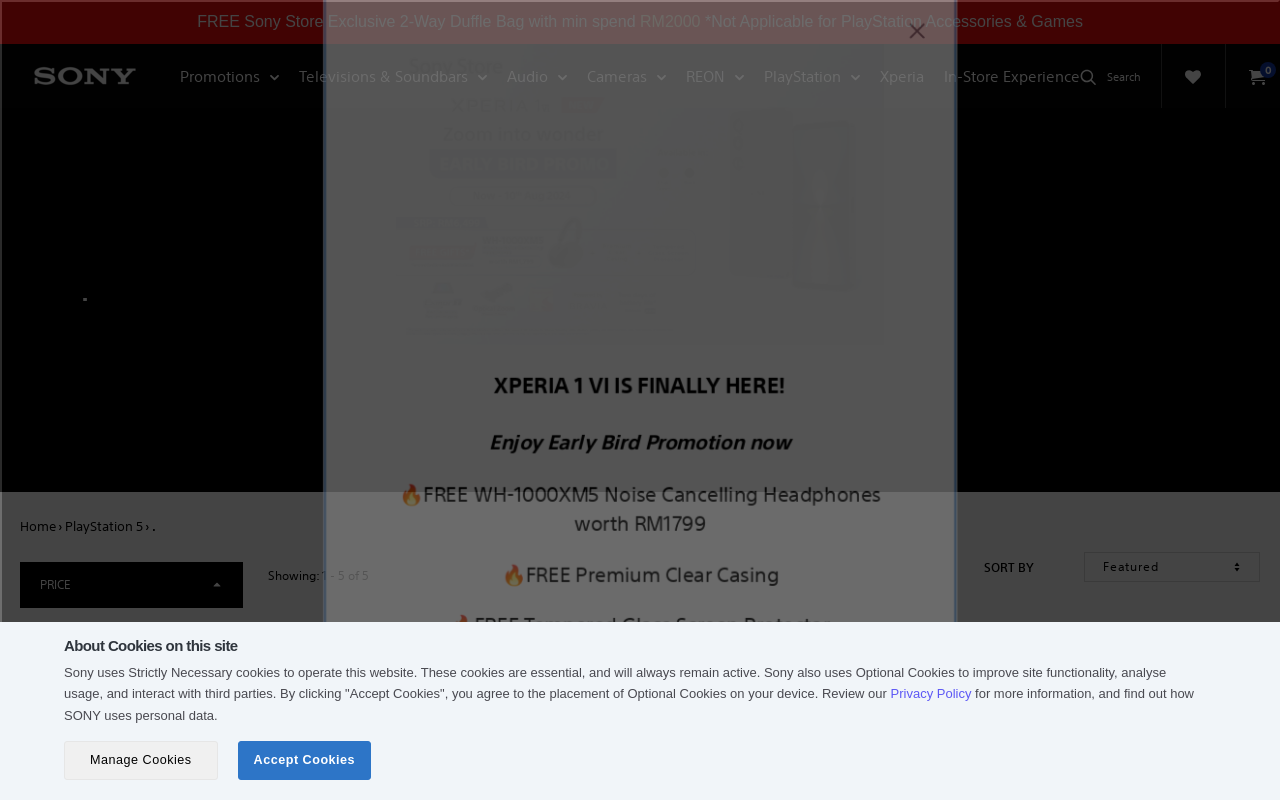 FREE Sony Store Exclusive 2-Way Duffle Bag with min spend RM2000 *Not Applicable for PlayStation Accessories & Games
SONY
Promotions
Televisions & Soundbars
Audio
Cameras
REON
PlayStation
Xperia
In-Store Experience
Search
0
XPERIA 1 VI IS FINALLY HERE!
Enjoy Early Bird Promotion now
🔥FREE WH-1000XM5 Noise Cancelling Headphones
worth RM1799
🔥FREE Premium Clear Casing
🔥FREE Tempered Glass Screen Protector
Home › PlayStation 5 › .
PRICE
Showing: 1 - 5 of 5
SORT BY
Featured
About Cookies on this site
Sony uses Strictly Necessary cookies to operate this website. These cookies are essential, and will always remain active. Sony also uses Optional Cookies to improve site functionality, analyse
usage, and interact with third parties. By clicking "Accept Cookies", you agree to the placement of Optional Cookies on your device. Review our Privacy Policy for more information, and find out how
SONY uses personal data.
Manage Cookies
Accept Cookies